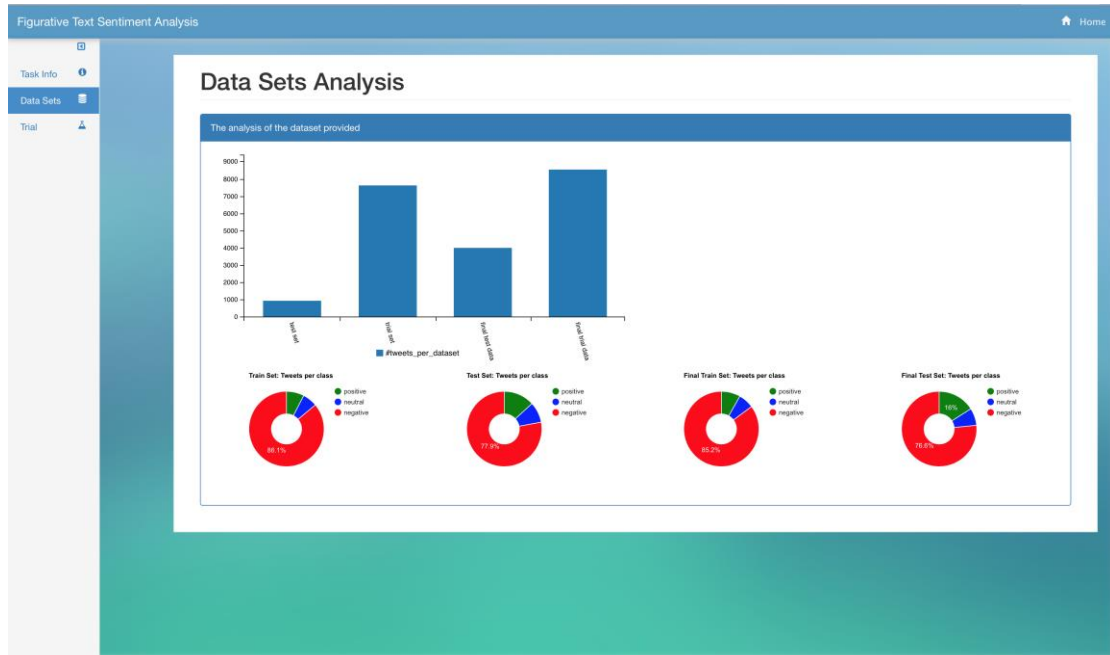 Figurative Text Sentiment Analysis
Home
Task Info
Data Sets
Trial
Data Sets Analysis
The analysis of the dataset provided
9000
8000
7000
6000
5000
4000
3000
2000
1000
0
test set
trial set
final test data
final trial data
#tweets_per_dataset
Train Set: Tweets per class
positive
neutral
negative
86.1%
Test Set: Tweets per class
positive
neutral
negative
77.9%
Final Train Set: Tweets per class
positive
neutral
negative
85.2%
Final Test Set: Tweets per class
positive
neutral
negative
16%
76.6%